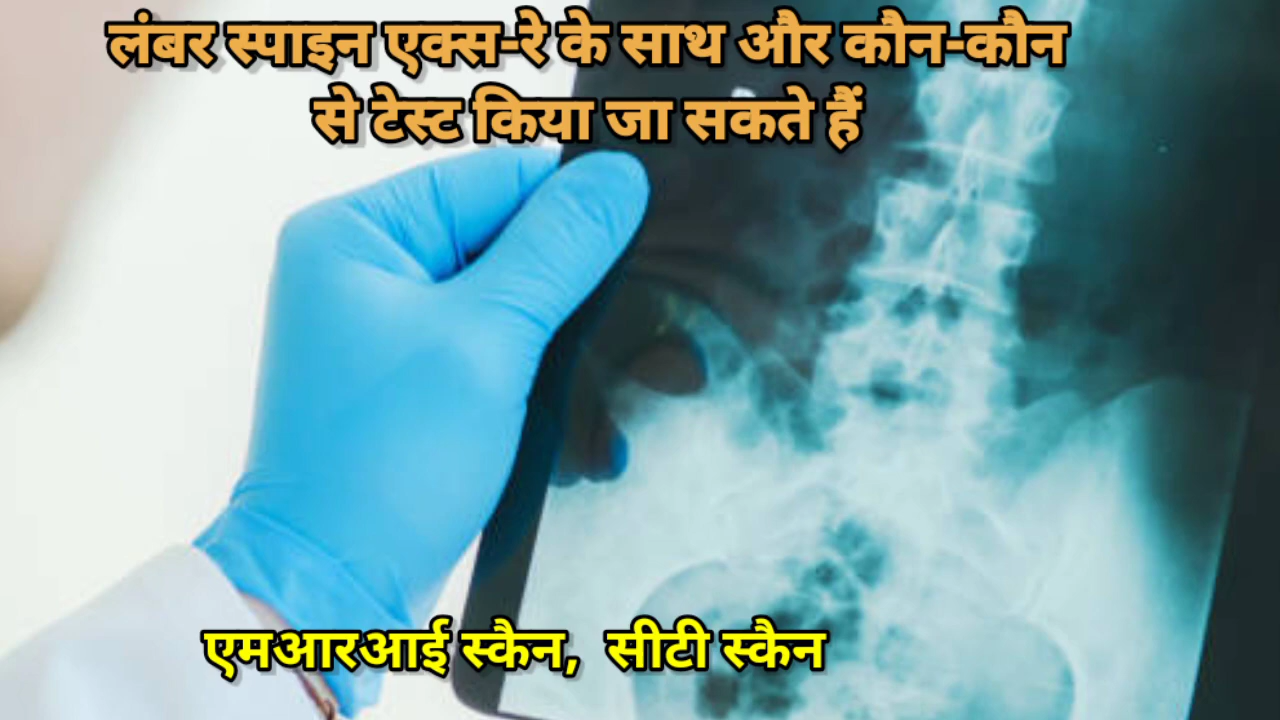 लंबर स्पाइन एक्स-रे के साथ और कौन-कौन
से टेस्ट किया जा सकते हैं
एमआरआई स्कैन, सीटी स्कैन